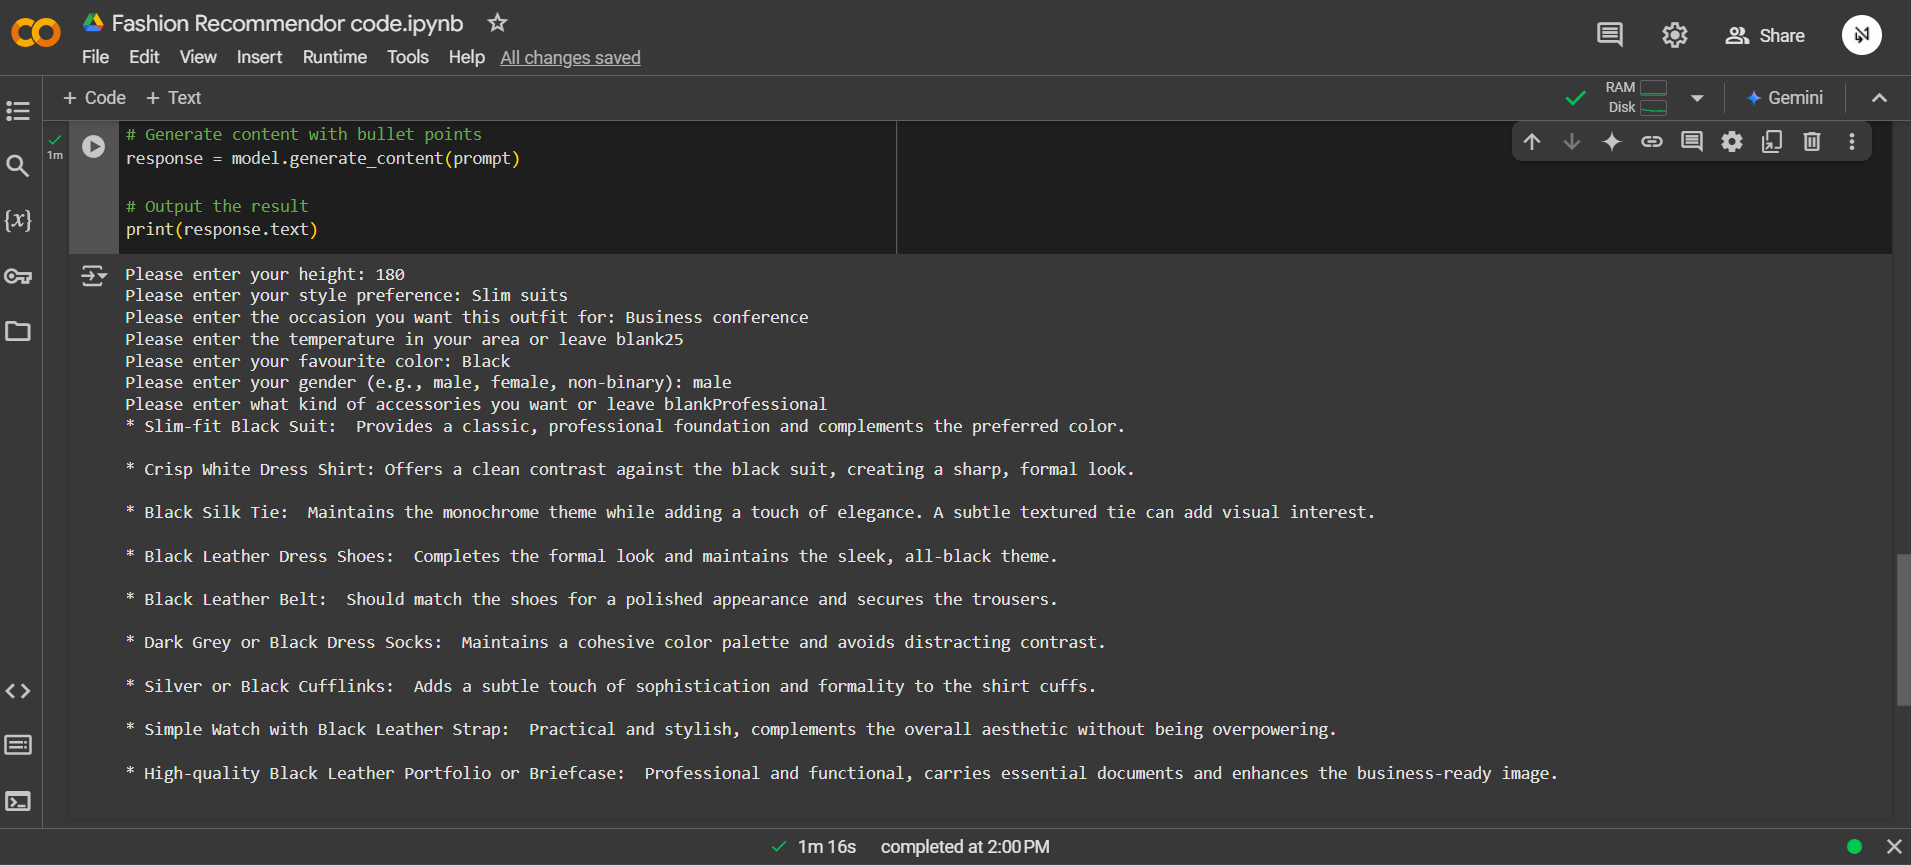 Fashion Recommendor code.ipynb
Share
File Edit View Insert Runtime Tools Help All changes saved
+ Code + Text
RAM
Disk
Gemini
1m
# Generate content with bullet points
response = model.generate_content(prompt)
# Output the result
print(response.text)
{x}
Please enter your height: 180
Please enter your style preference: Slim suits
Please enter the occasion you want this outfit for: Business conference
Please enter the temperature in your area or leave blank25
Please enter your favourite color: Black
Please enter your gender (e.g., male, female, non-binary): male
Please enter what kind of accessories you want or leave blankProfessional
* Slim-fit Black Suit:  Provides a classic, professional foundation and complements the preferred color.
* Crisp White Dress Shirt: Offers a clean contrast against the black suit, creating a sharp, formal look.
* Black Silk Tie:  Maintains the monochrome theme while adding a touch of elegance. A subtle textured tie can add visual interest.
* Black Leather Dress Shoes:  Completes the formal look and maintains the sleek, all-black theme.
* Black Leather Belt:  Should match the shoes for a polished appearance and secures the trousers.
* Dark Grey or Black Dress Socks:  Maintains a cohesive color palette and avoids distracting contrast.
* Silver or Black Cufflinks:  Adds a subtle touch of sophistication and formality to the shirt cuffs.
* Simple Watch with Black Leather Strap:  Practical and stylish, complements the overall aesthetic without being overpowering.
* High-quality Black Leather Portfolio or Briefcase:  Professional and functional, carries essential documents and enhances the business-ready image.
1m 16s completed at 2:00 PM